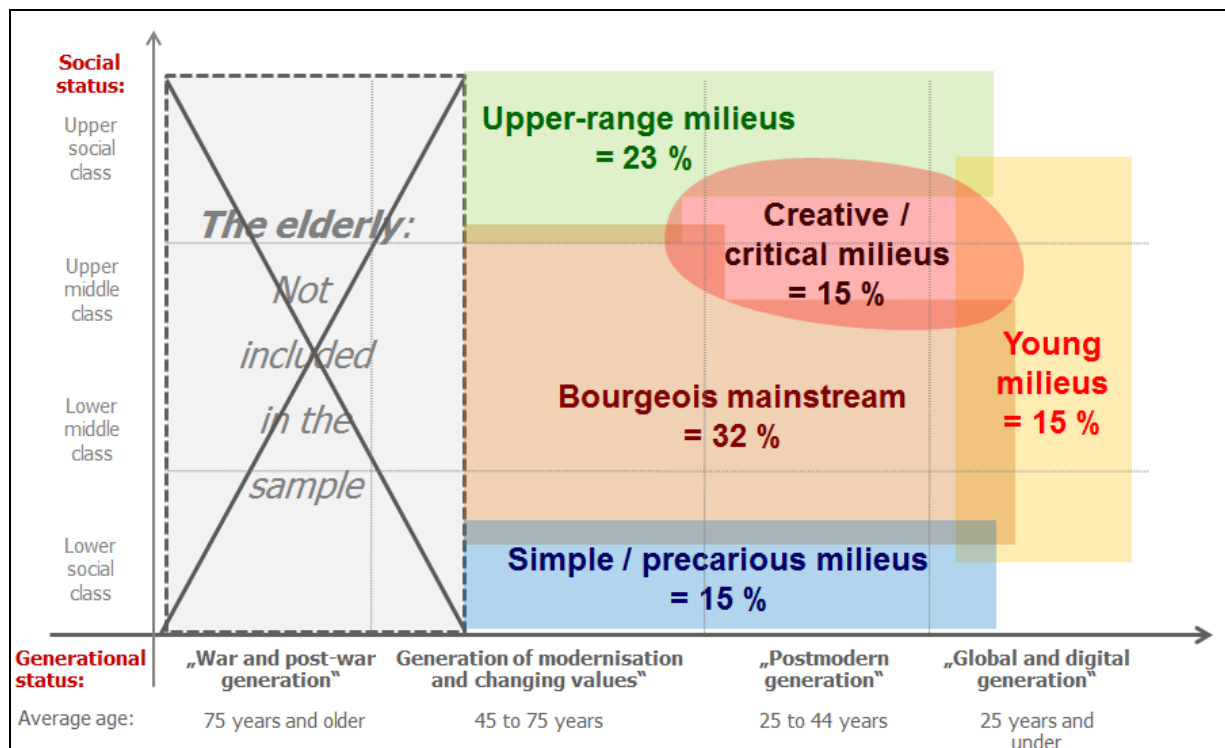 Social
status:
Upper
social
class
Upper
middle
class
Lower
middle
class
Lower
social
class
The elderly:
Not
included
in the
sample
Upper-range milieus
= 23 %
Creative /
critical milieus
= 15 %
Bourgeois mainstream
= 32 %
Young
milieus
= 15 %
Simple / precarious milieus
= 15 %
Generational
status:
„War and post-war
generation“
Generation of modernisation
and changing values“
„Postmodern
generation“
„Global and digital
generation“
Average age:
75 years and older
45 to 75 years
25 to 44 years
25 years and
under